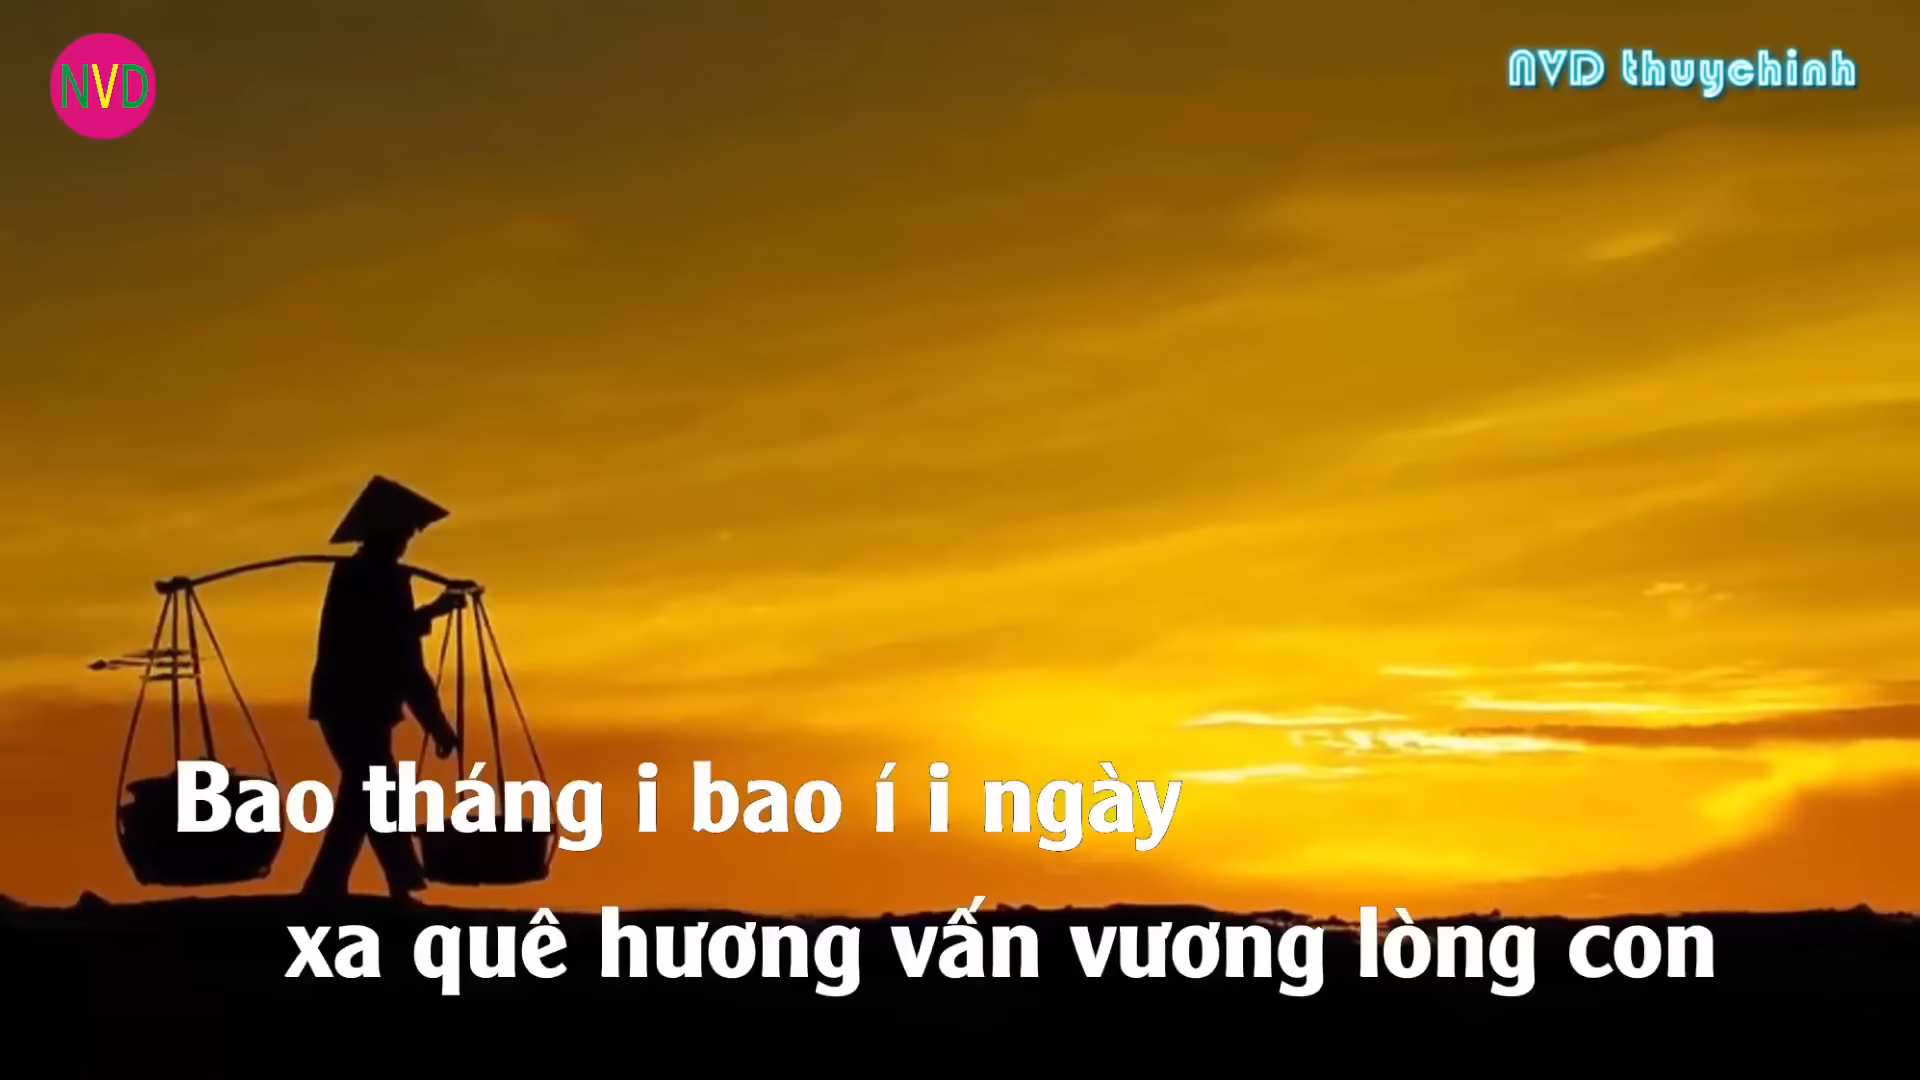 NVD
NVD thuychinh
Bao tháng i bao í i ngày
xa quê hương vấn vương lòng con